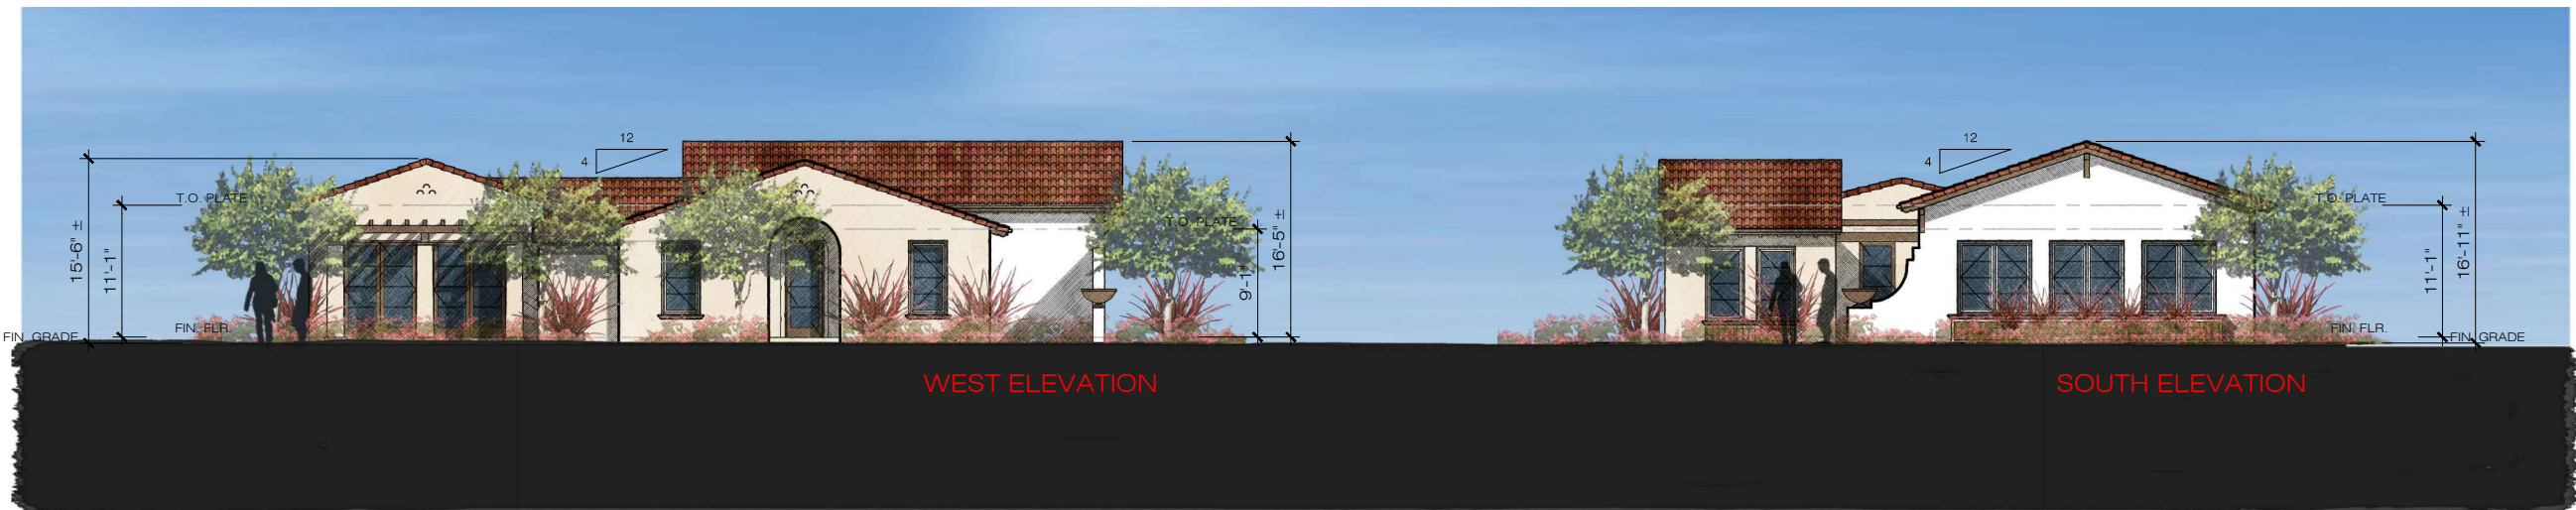 12
4
T.O. PLATE
15'-6" ±
11'-1"
FIN. FLR.
FIN. GRADE
T.O. PLATE
9'-1"
16'-5" ±
WEST ELEVATION
12
4
T.O. PLATE
11'-1"
16'-11" ±
FIN. FLR.
FIN. GRADE
SOUTH ELEVATION